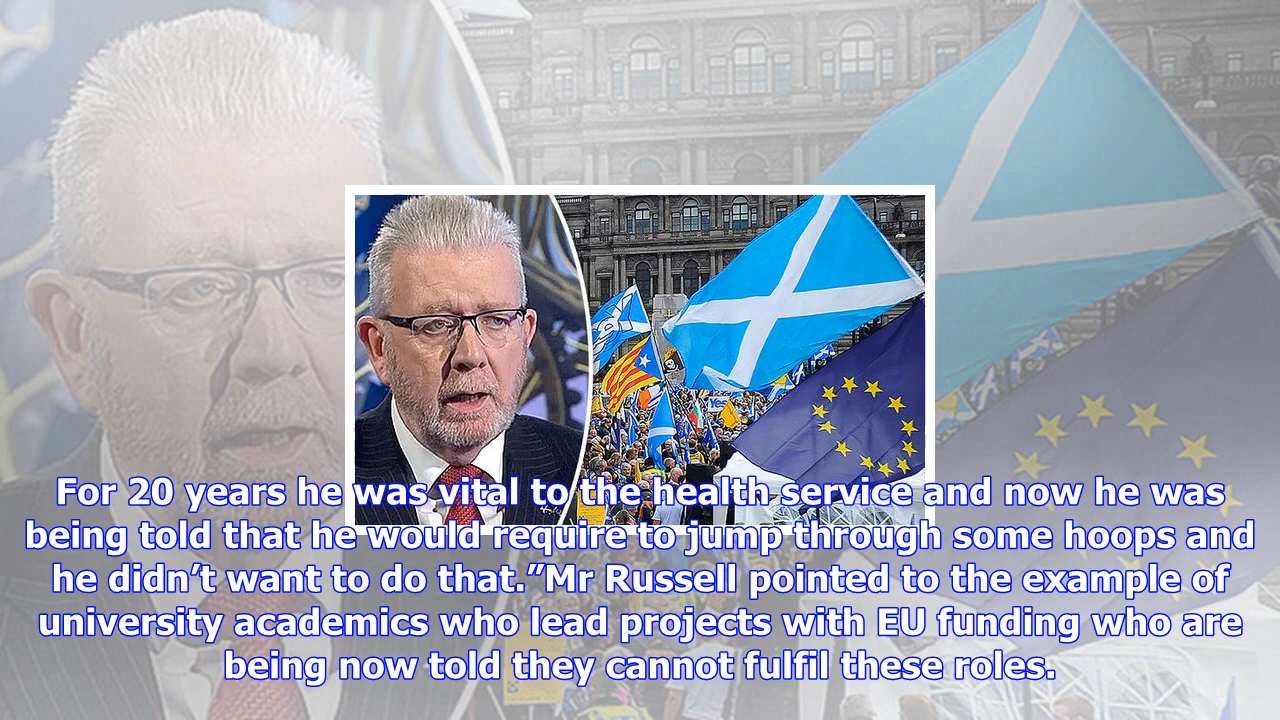 Yes
For 20 years he was vital to the health service and now he was
being told that he would require to jump through some hoops and
he didn’t want to do that.”Mr Russell pointed to the example of
university academics who lead projects with EU funding who are
being now told they cannot fulfil these roles.